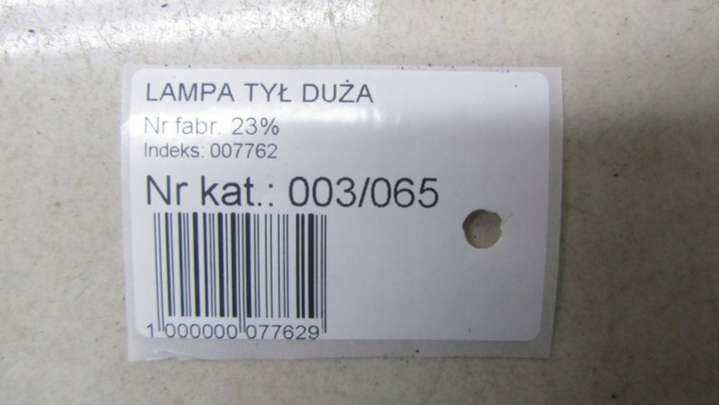 LAMPA TYŁ DUŻA
Nr fabr. 23%
Indeks: 007762
Nr kat.: 003/065
1 000000 077629